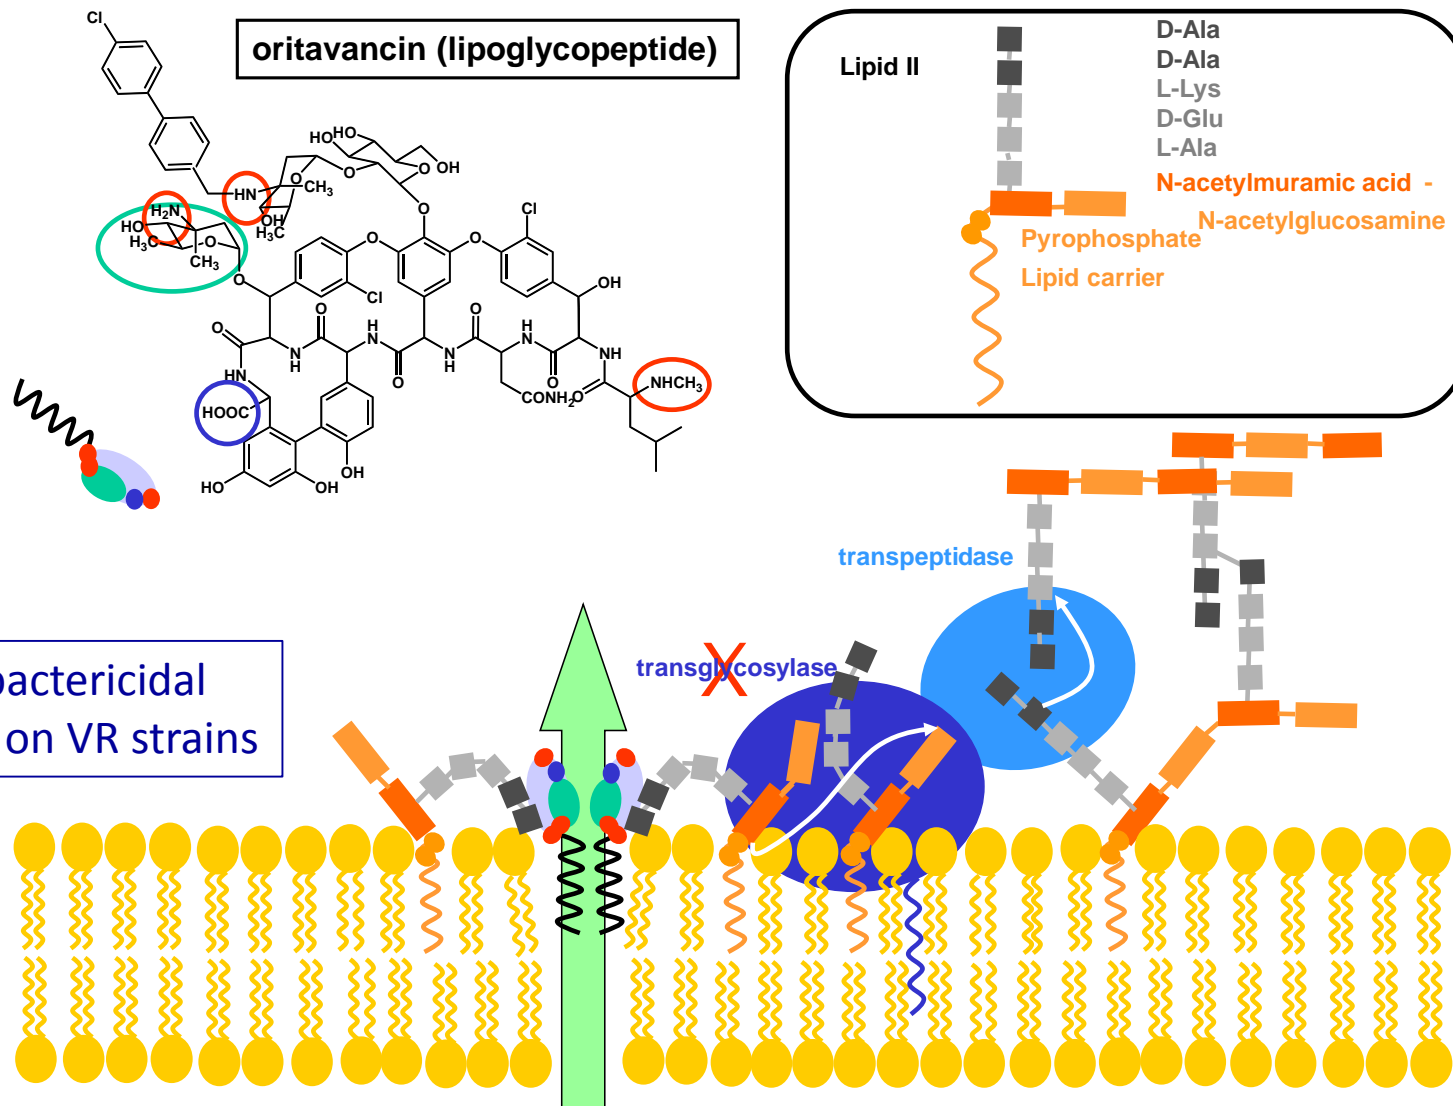 Cl
oritavancin (lipoglycopeptide)
HO
HO
O
O
O
OH
O
HN
CH3
OH
H3C
H2N
HO
H3C
O
CH3
O
O
O
O
Cl
Cl
OH
O
O
N
H
H
N
O
N
H
O
H
N
O
NH
O
HN
O
NHCH3
CONH2
HOOC
HO
OH
OH
Lipid II
D-Ala
D-Ala
L-Lys
D-Glu
L-Ala
N-acetylmuramic acid -
N-acetylglucosamine
Pyrophosphate
Lipid carrier
transpeptidase
transglycosylase
X
bactericidal
on VR strains